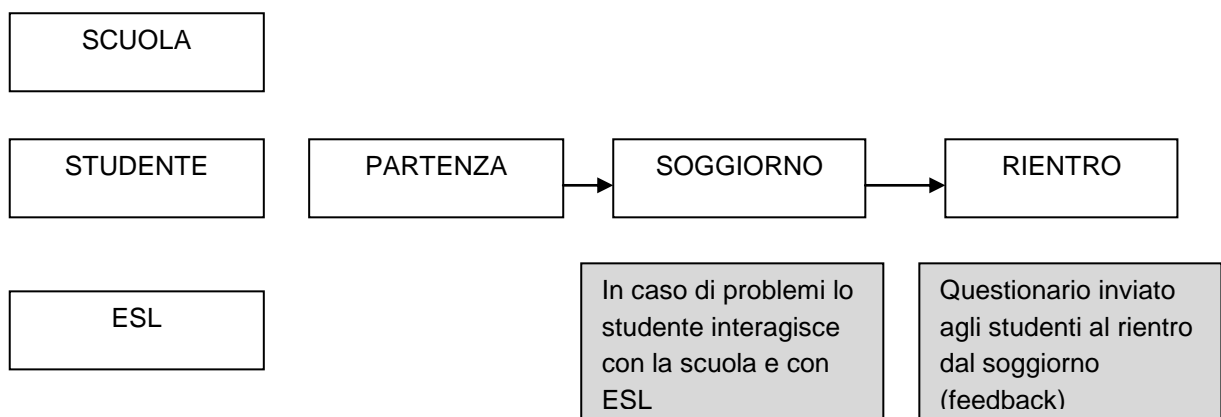 SCUOLA
STUDENTE
PARTENZA
SOGGIORNO
RIENTRO
ESL
In caso di problemi lo
studente interagisce
con la scuola e con
ESL
Questionario inviato
agli studenti al rientro
dal soggiorno
(feedback)